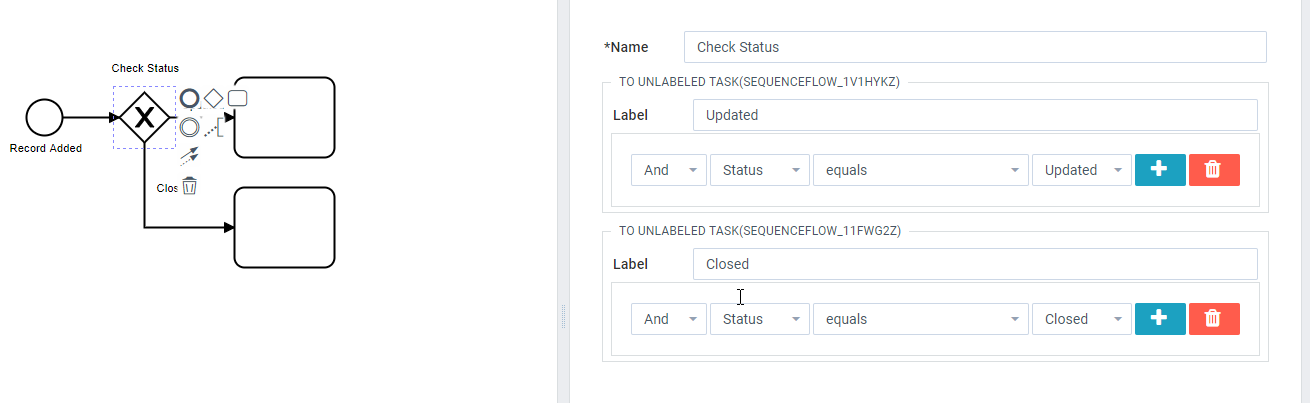 Check Status
Record Added
Clos
*Name
Check Status
TO UNLABELED TASK(SEQUENCEFLOW_1V1HYKZ)
Label
Updated
And
Status
equals
Updated
TO UNLABELED TASK(SEQUENCEFLOW_11FWG2Z)
Label
Closed
And
Status
equals
Closed